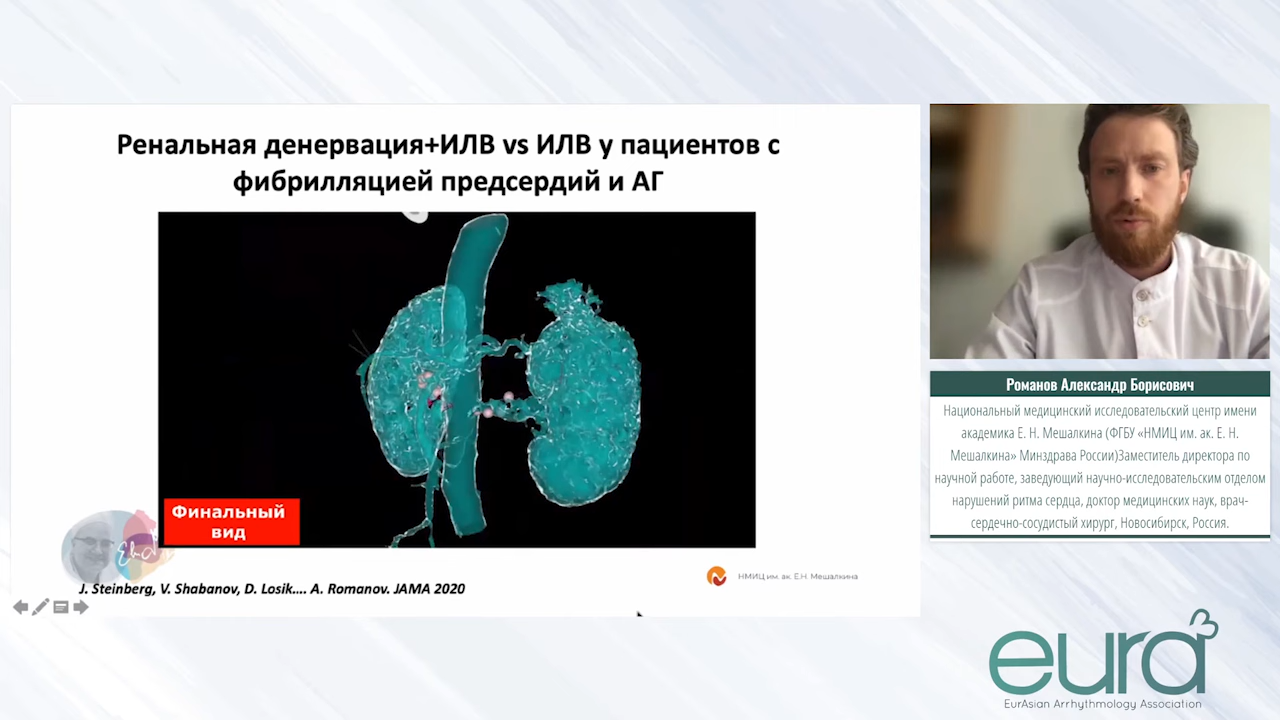 Ренальная денервация+ИЛВ vs ИЛВ у пациентов с
фибрилляцией предсердий и АГ
Финальный
вид
J. Steinberg, V. Shabanov, D. Losik.... A. Romanov. JAMA 2020
НМИЦ им. ак. Е.Н. Мешалкина
Романов Александр Борисович
Национальный медицинский исследовательский центр имени
академика Е. Н. Мешалкина (ФГБУ «НМИЦ им. ак. Е. Н.
Мешалкина» Минздрава России)Заместитель директора по
научной работе, заведующий научно-исследовательским отделом
нарушений ритма сердца, доктор медицинских наук, врач-
сердечно-сосудистый хирург, Новосибирск, Россия.
eura
EurAsian Arrhythmology Association